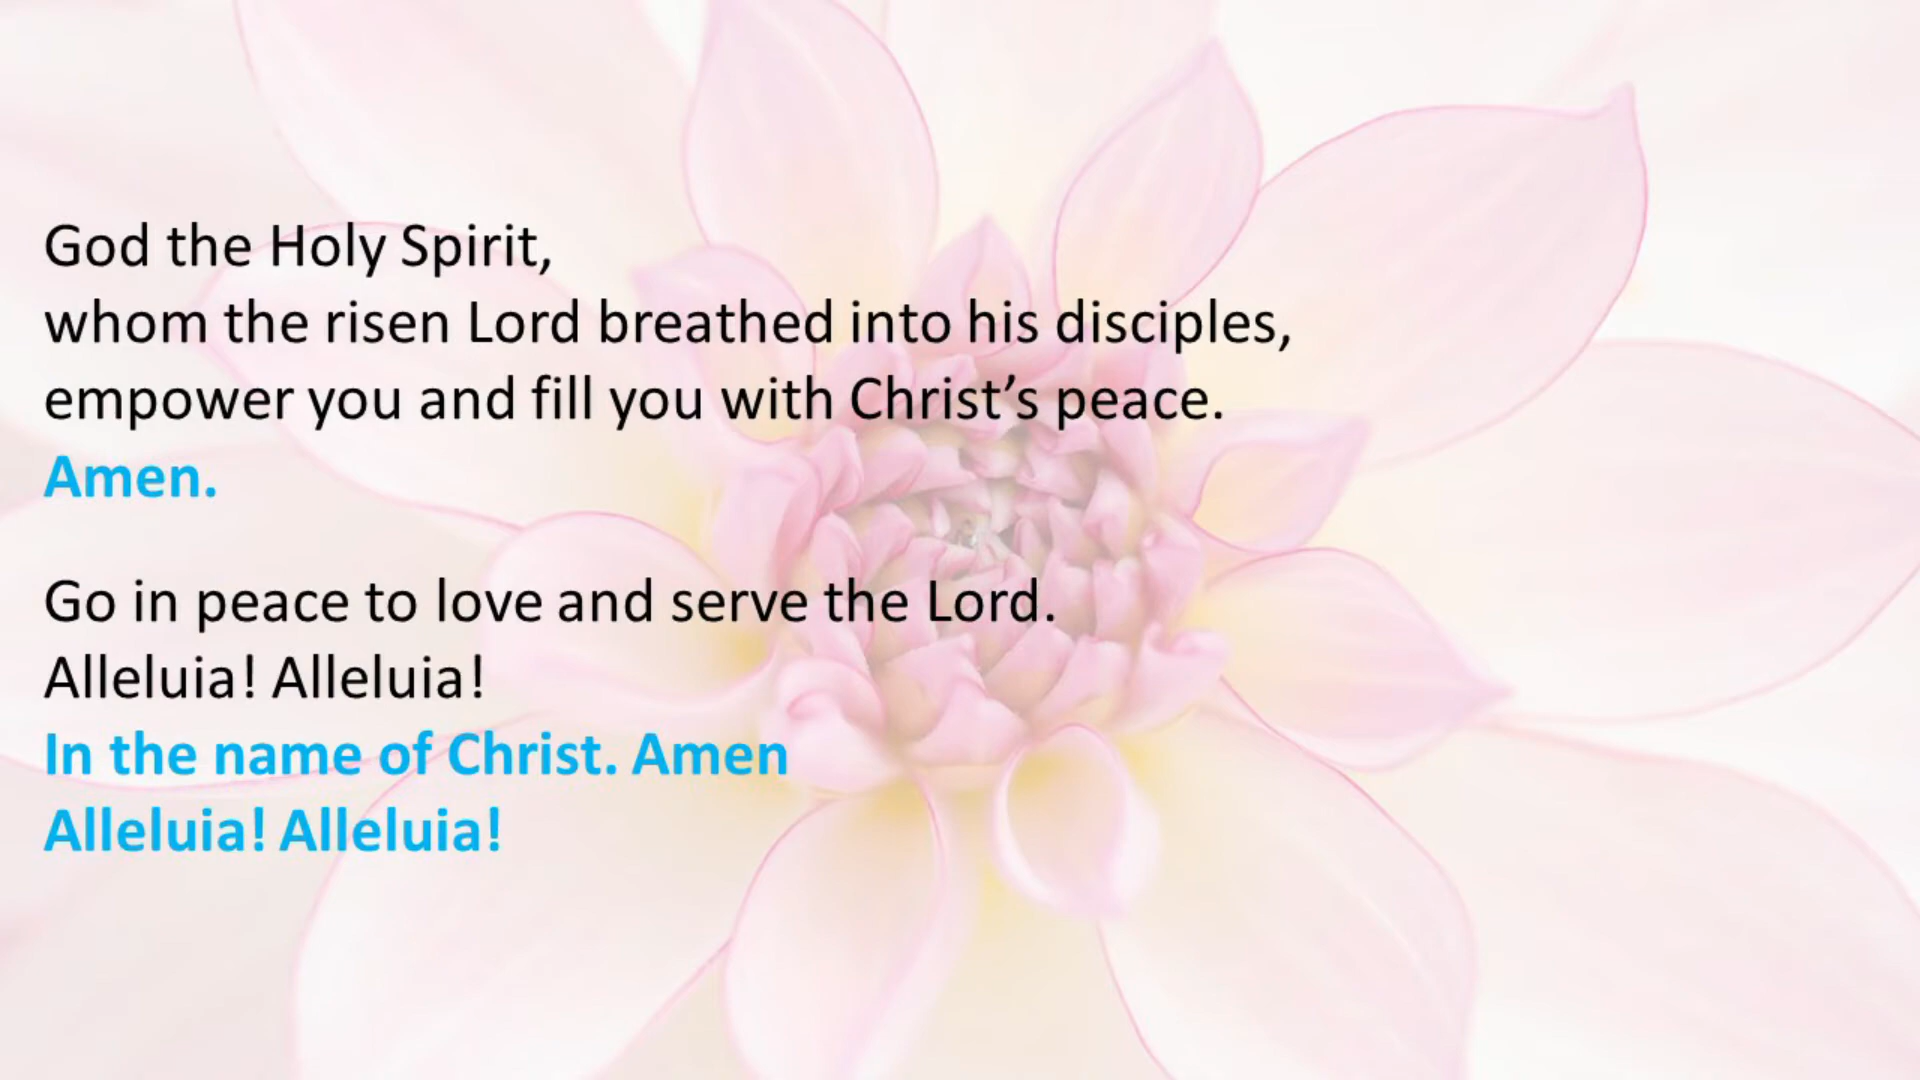 God the Holy Spirit,
whom the risen Lord breathed into his disciples,
empower you and fill you with Christ’s peace.
Amen.
Go in peace to love and serve the Lord.
Alleluia! Alleluia!
In the name of Christ. Amen
Alleluia! Alleluia!